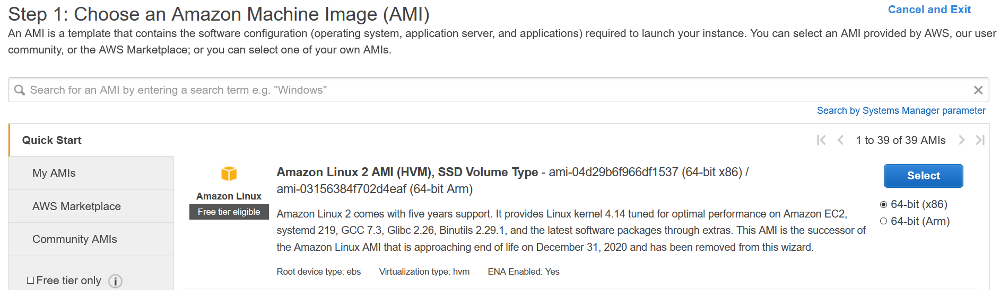 Step 1: Choose an Amazon Machine Image (AMI)
Cancel and Exit
An AMI is a template that contains the software configuration (operating system, application server, and applications) required to launch your instance. You can select an AMI provided by AWS, our user
community, or the AWS Marketplace; or you can select one of your own AMIs.
Search for an AMI by entering a search term e.g. "Windows"
Search by Systems Manager parameter
Quick Start
1 to 39 of 39 AMIs
My AMIs
AWS Marketplace
Community AMIs
Free tier only
Amazon Linux
Free tier eligible
Amazon Linux 2 AMI (HVM), SSD Volume Type - ami-04d29b6f966df1537 (64-bit x86) /
ami-03156384f702d4eaf (64-bit Arm)
Amazon Linux 2 comes with five years support. It provides Linux kernel 4.14 tuned for optimal performance on Amazon EC2,
systemd 219, GCC 7.3, Glibc 2.26, Binutils 2.29.1, and the latest software packages through extras. This AMI is the successor of
the Amazon Linux AMI that is approaching end of life on December 31, 2020 and has been removed from this wizard.
Root device type: ebs Virtualization type: hvm ENA Enabled: Yes
Select
64-bit (x86)
64-bit (Arm)